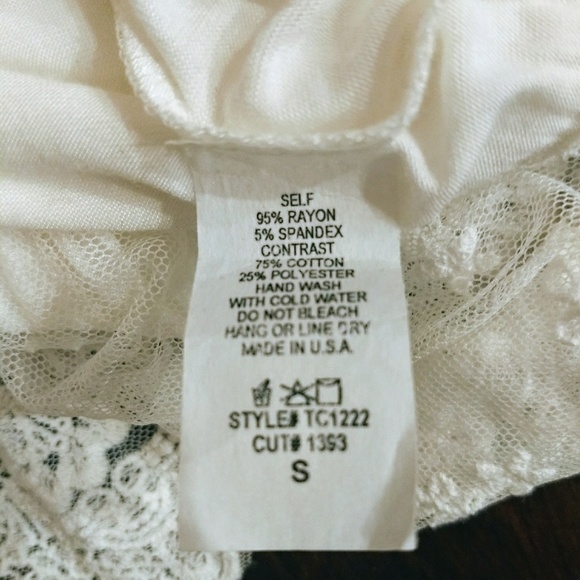 SELF
95% RAYON
5% SPANDEX
CONTRAST
75% COTTON
25% POLYESTER
HAND WASH
WITH COLD WATER
DO NOT BLEACH
HANG OR LINE DRY
MADE IN U.S.A.
STYLE# TC1222
CUT# 1393
S